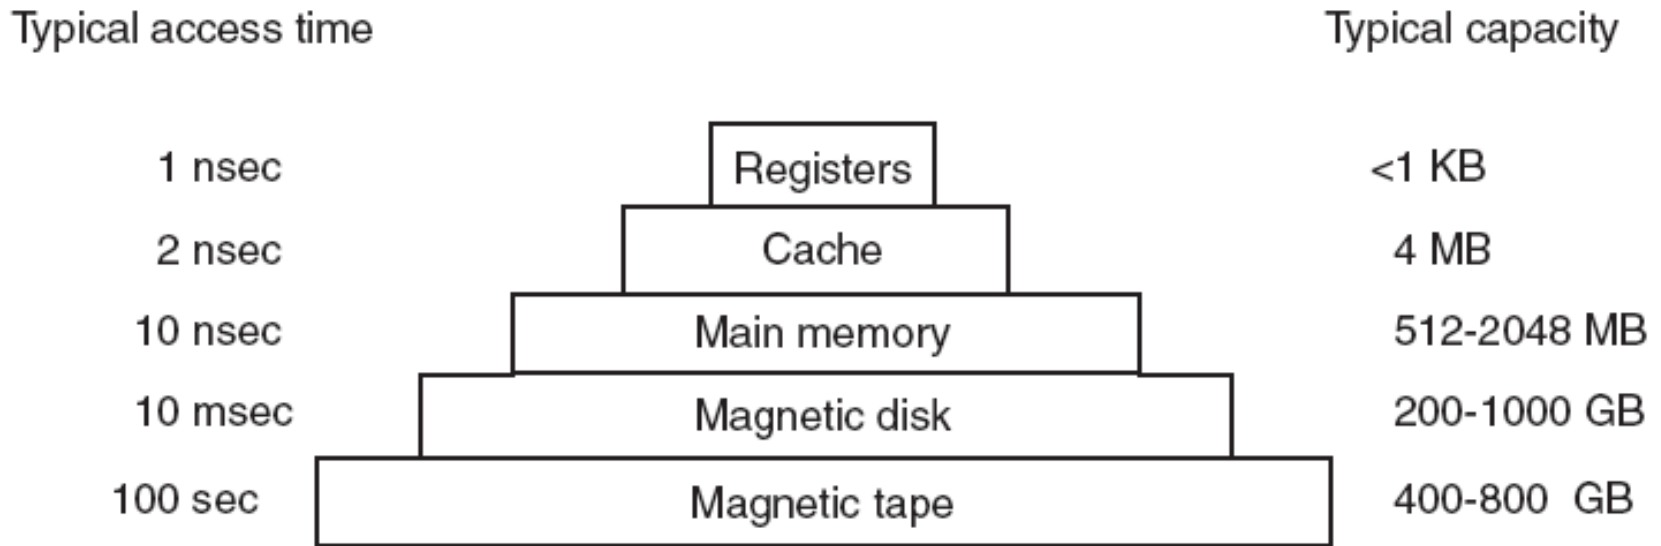 Typical access time Typical capacity
1 nsec Registers <1 KB
2 nsec Cache 4 MB
10 nsec Main memory 512-2048 MB
10 msec Magnetic disk 200-1000 GB
100 sec Magnetic tape 400-800 GB